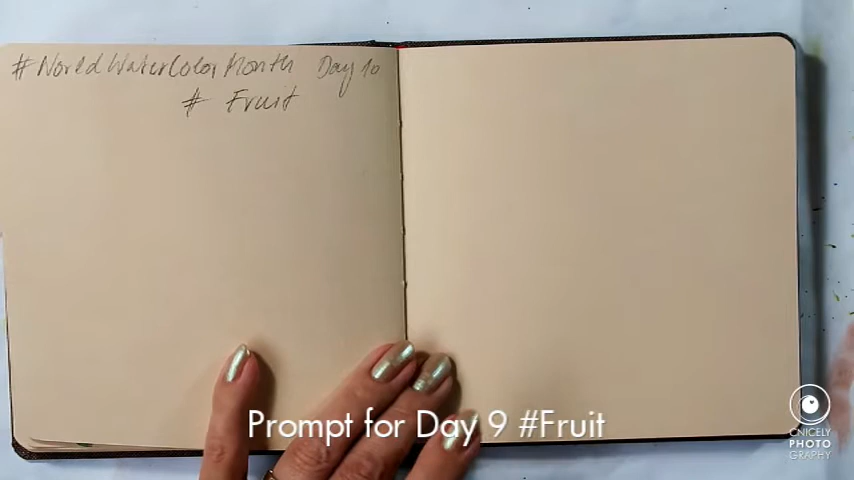 #WorldWaterColorMonth Day 10
# Fruit
Prompt for Day 9 #Fruit
CNICELY
PHOTO
GRAPHY